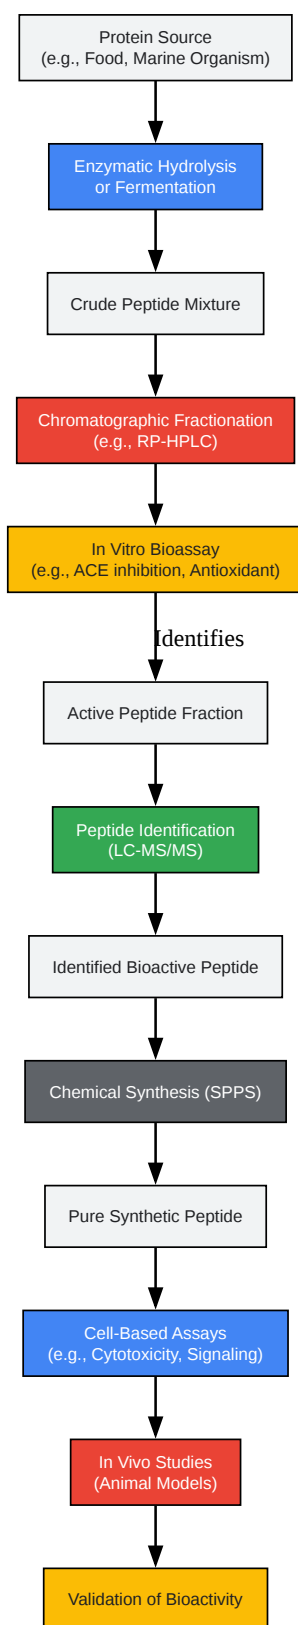 Protein Source
(e.g., Food, Marine Organism)
Enzymatic Hydrolysis
or Fermentation
Crude Peptide Mixture
Chromatographic Fractionation
(e.g., RP-HPLC)
In Vitro Bioassay
(e.g., ACE inhibition, Antioxidant)
Identifies
Active Peptide Fraction
Peptide Identification
(LC-MS/MS)
Identified Bioactive Peptide
Chemical Synthesis (SPPS)
Pure Synthetic Peptide
Cell-Based Assays
(e.g., Cytotoxicity, Signaling)
In Vivo Studies
(Animal Models)
Validation of Bioactivity